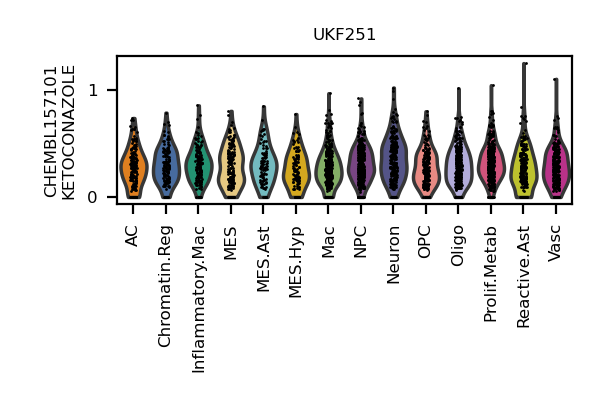 UKF251
CHEMBL157101
KETOCONAZOLE
1
0
AC
Chromatin.Reg
Inflammatory.Mac
MES
MES.Ast
MES.Hyp
Mac
NPC
Neuron
OPC
Oligo
Prolif.Metab
Reactive.Ast
Vasc